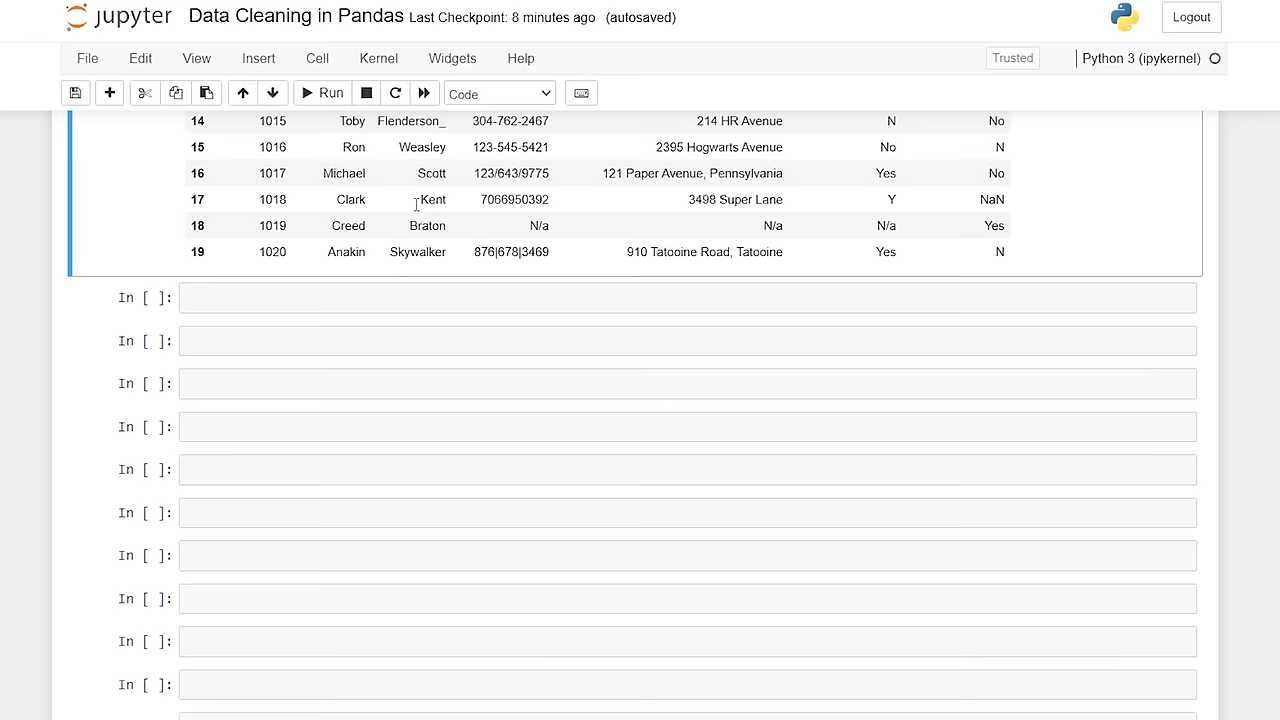 jupyter Data Cleaning in Pandas Last Checkpoint: 3 minutes ago (autosaved) Logout
File Edit View Insert Cell Kernel Widgets Help Trusted Python 3 (ipykernel)
Run Code
14 1015 Toby Flenderson_ 304-762-2467 214 HR Avenue N No
15 1016 Ron Weasley 123-545-5421 2395 Hogwarts Avenue No N
16 1017 Michael Scott 123/643/9775 121 Paper Avenue, Pennsylvania Yes No
17 1018 Clark Kent 7066950392 3498 Super Lane Y NaN
18 1019 Creed Braton N/a N/a N/a Yes
19 1020 Anakin Skywalker 876|678|3469 910 Tatooine Road, Tatooine Yes N
In [ ]:
In [ ]:
In [ ]:
In [ ]:
In [ ]:
In [ ]:
In [ ]:
In [ ]:
In [ ]:
In [ ]: